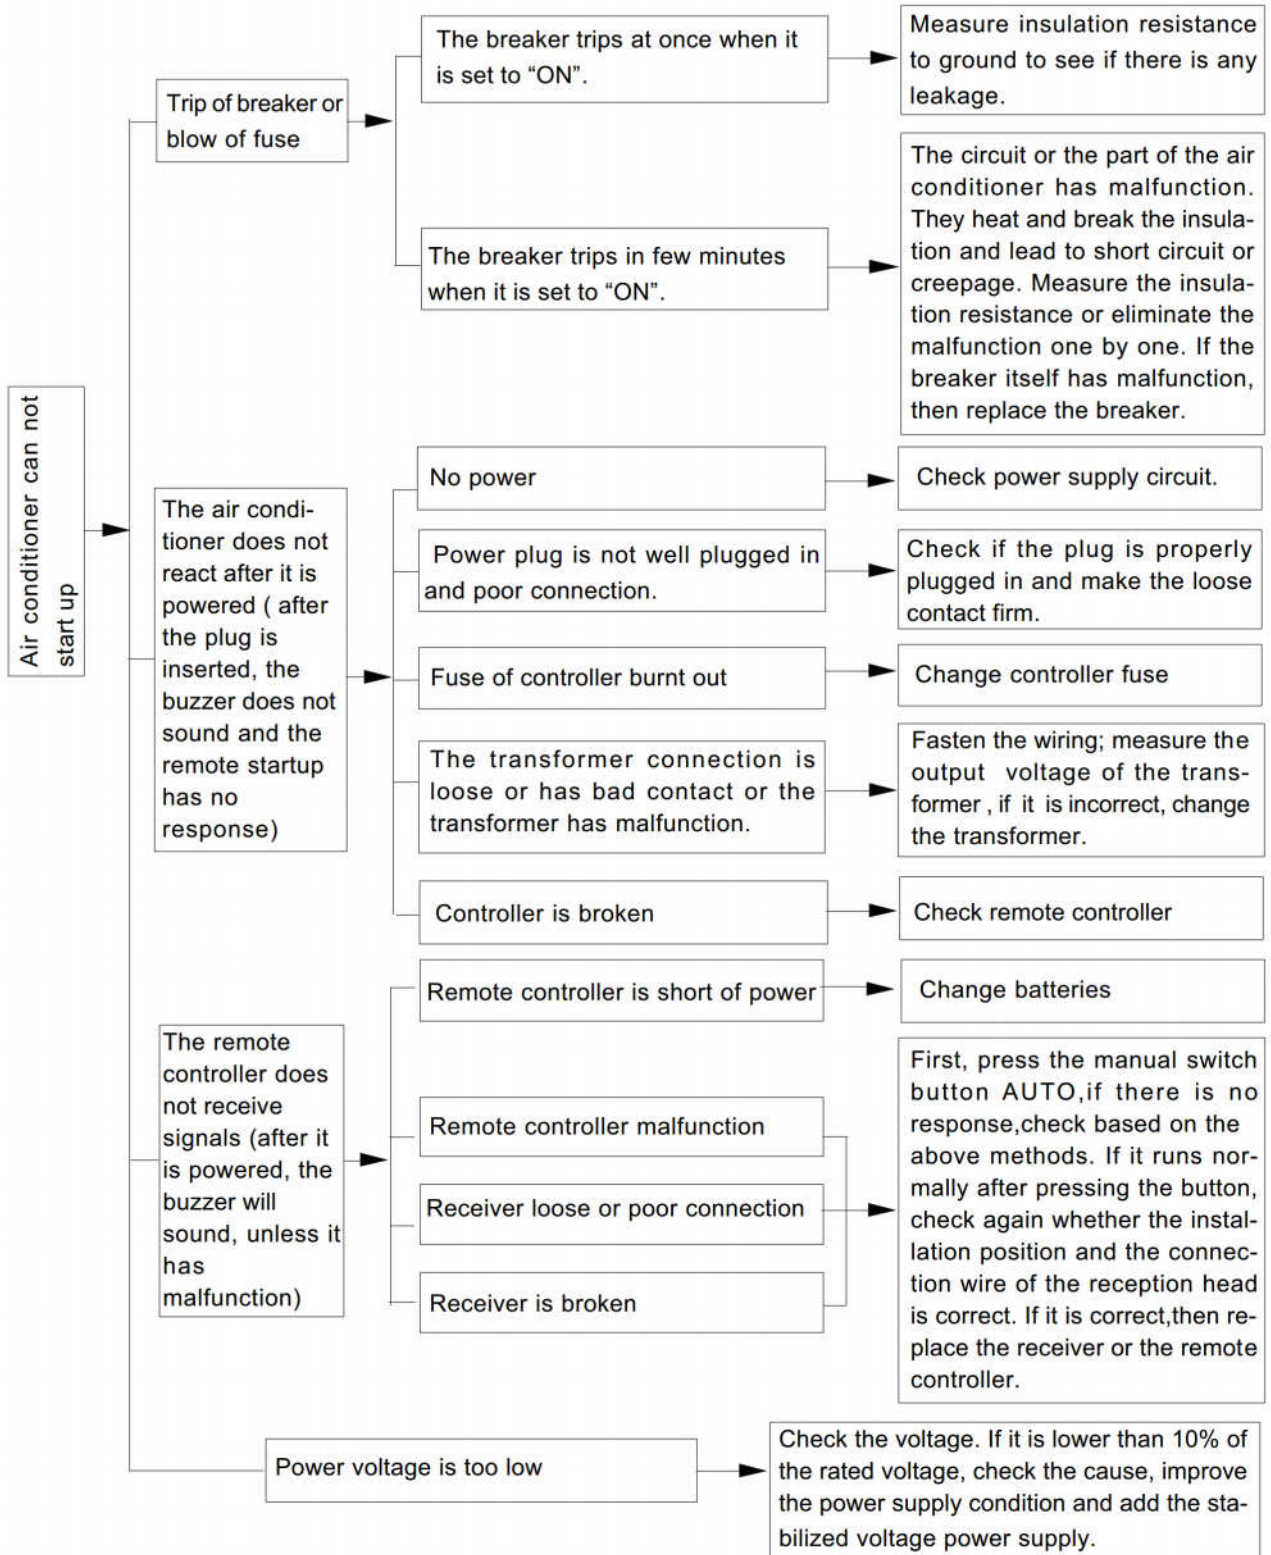 Air conditioner can not
start up
Trip of breaker or
blow of fuse
The breaker trips at once when it
is set to “ON”.
Measure insulation resistance
to ground to see if there is any
leakage.
The breaker trips in few minutes
when it is set to “ON”.
The circuit or the part of the air
conditioner has malfunction.
They heat and break the insula-
tion and lead to short circuit or
creepage. Measure the insula-
tion resistance or eliminate the
malfunction one by one. If the
breaker itself has malfunction,
then replace the breaker.
The air condi-
tioner does not
react after it is
powered ( after
the plug is
inserted, the
buzzer does not
sound and the
remote startup
has no
response)
No power
Check power supply circuit.
Power plug is not well plugged in
and poor connection.
Check if the plug is properly
plugged in and make the loose
contact firm.
Fuse of controller burnt out
Change controller fuse
The transformer connection is
loose or has bad contact or the
transformer has malfunction.
Fasten the wiring; measure the
output voltage of the trans-
former , if it is incorrect, change
the transformer.
Controller is broken
Check remote controller
The remote
controller does
not receive
signals (after it
is powered, the
buzzer will
sound, unless it
has
malfunction)
Remote controller is short of power
Change batteries
Remote controller malfunction
Receiver loose or poor connection
Receiver is broken
First, press the manual switch
button AUTO,if there is no
response,check based on the
above methods. If it runs nor-
mally after pressing the button,
check again whether the instal-
lation position and the connec-
tion wire of the reception head
is correct. If it is correct,then re-
place the receiver or the remote
controller.
Power voltage is too low
Check the voltage. If it is lower than 10% of
the rated voltage, check the cause, improve
the power supply condition and add the sta-
bilized voltage power supply.